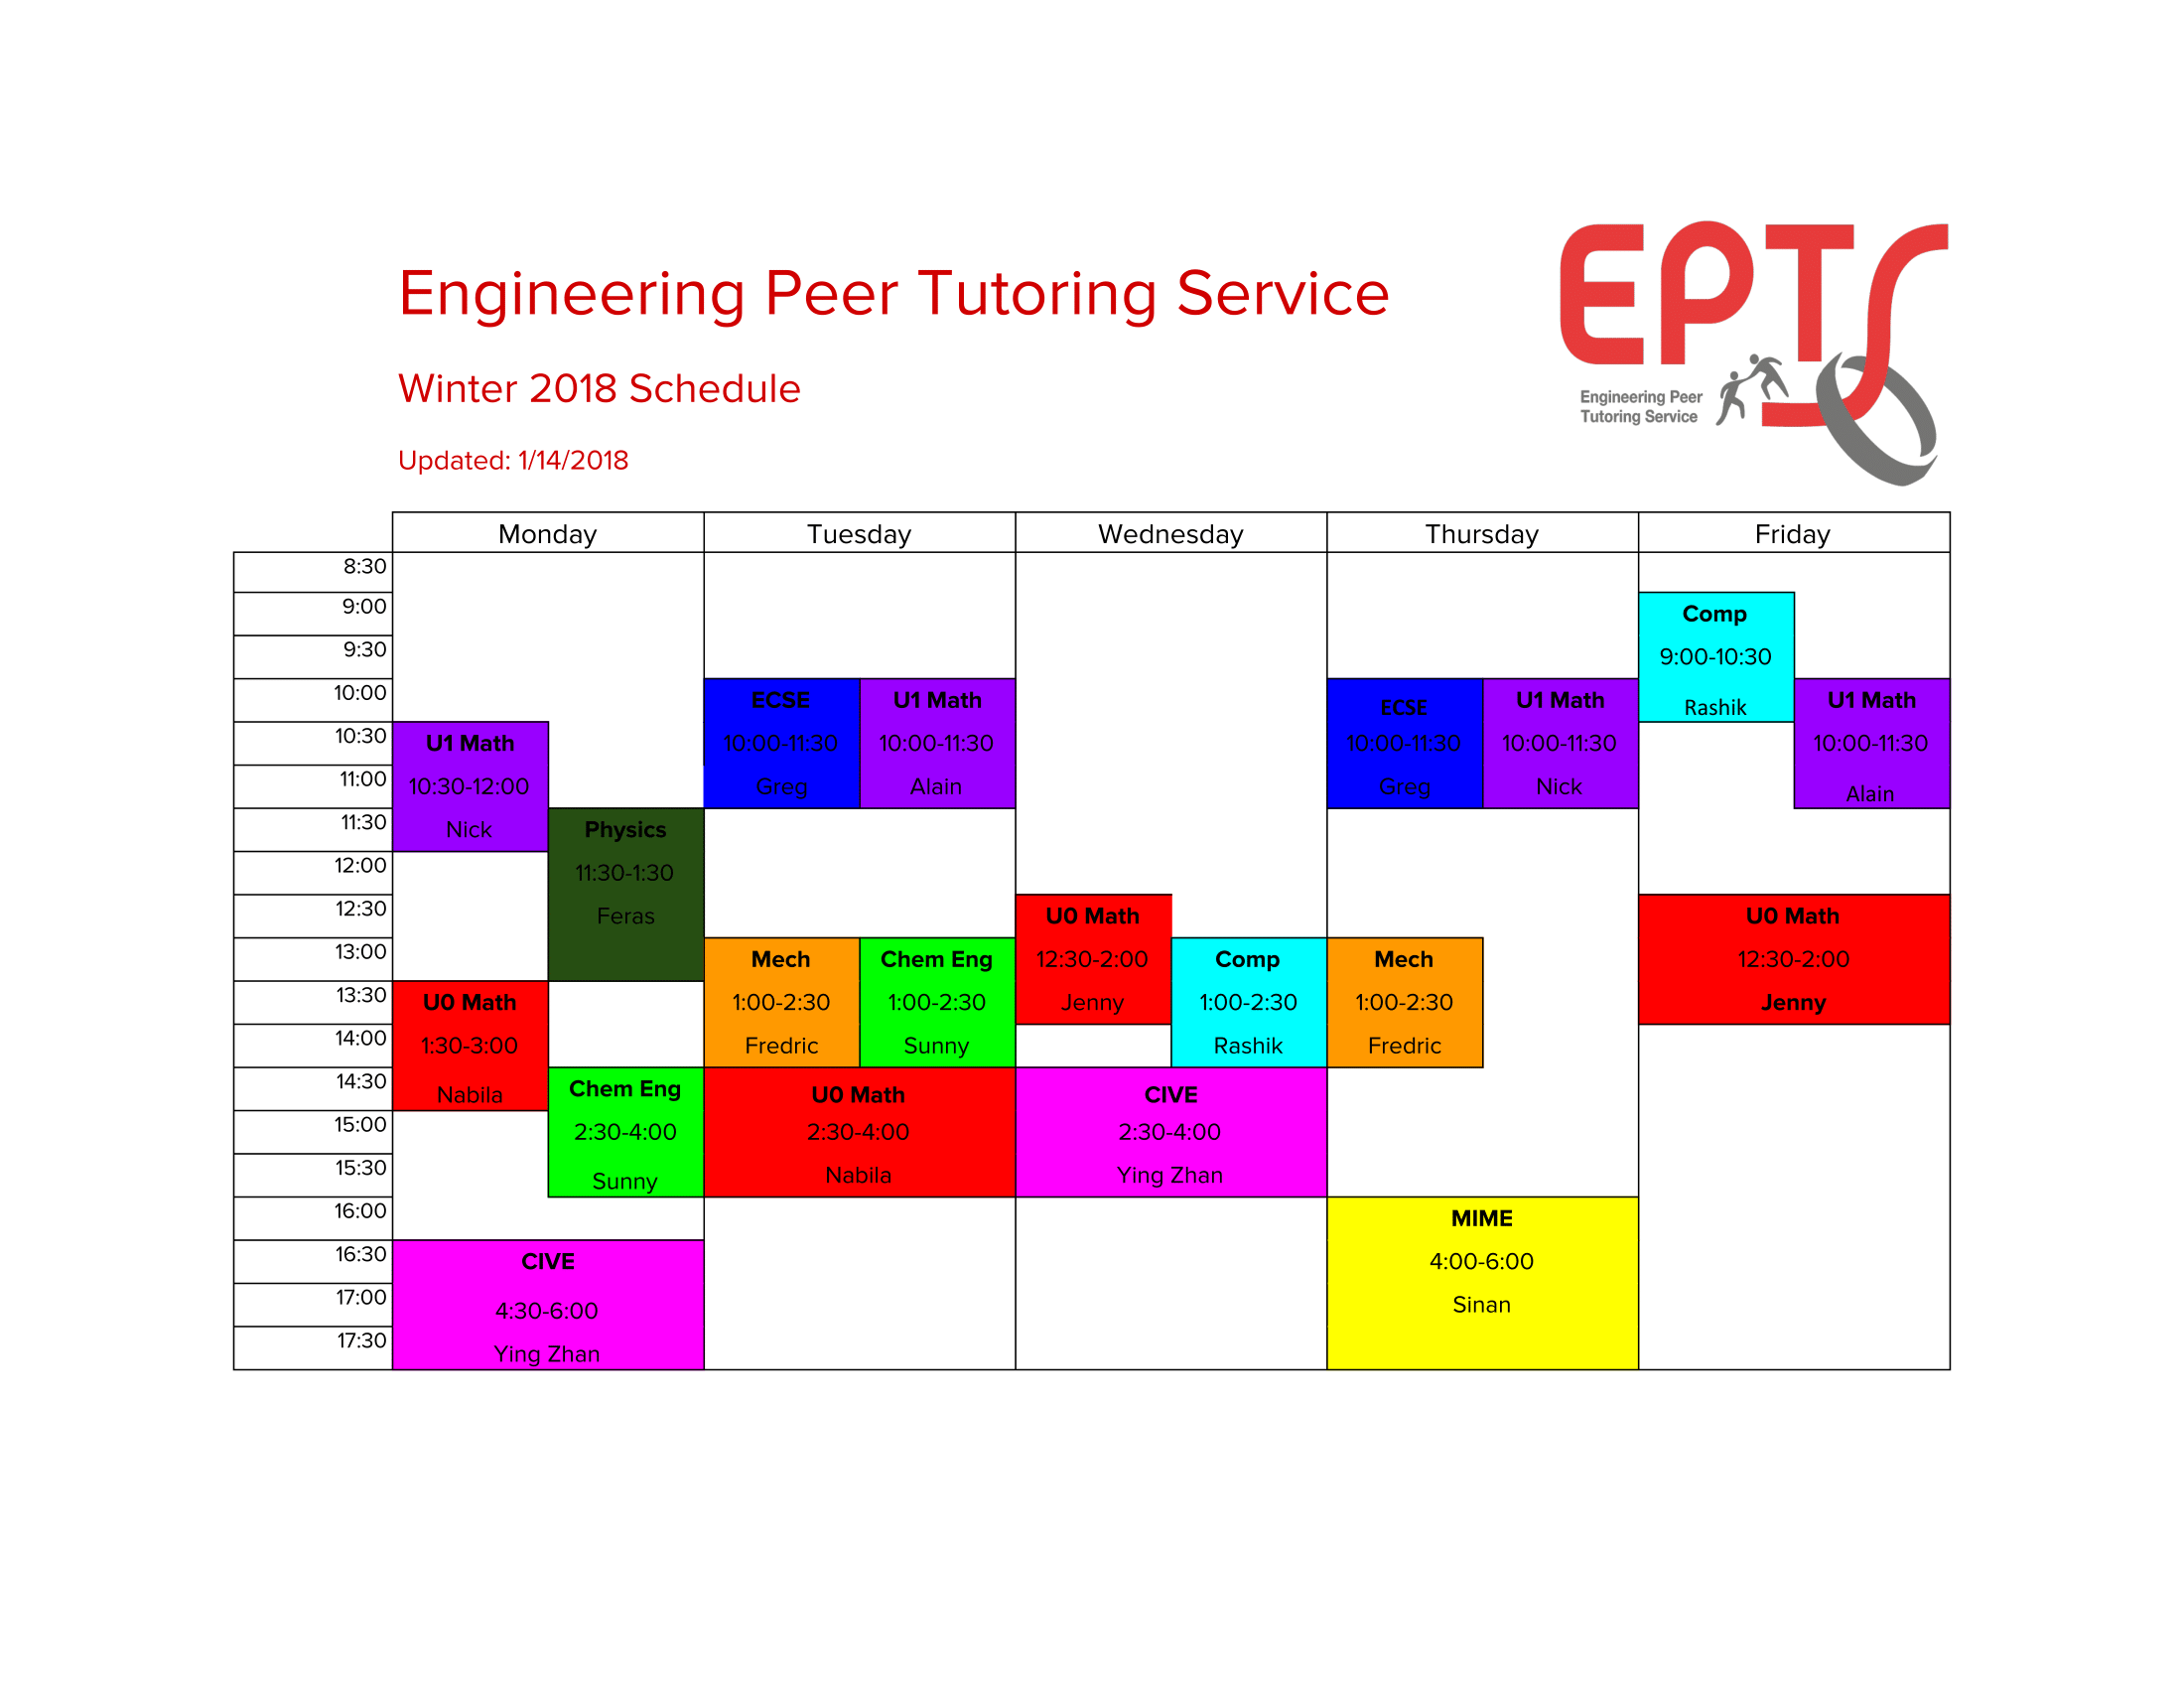 Engineering Peer Tutoring Service
Winter 2018 Schedule
Updated: 1/14/2018
EPTS
Engineering Peer
Tutoring Service
Monday Tuesday Wednesday Thursday Friday
8:30
9:00
9:30
10:00
10:30
11:00
11:30
12:00
12:30
13:00
13:30
14:00
14:30
15:00
15:30
16:00
16:30
17:00
17:30
U1 Math
10:30-12:00
Nick
Physics
11:30-1:30
Feras
U0 Math
1:30-3:00
Nabila
Chem Eng
2:30-4:00
Sunny
CIVE
4:30-6:00
Ying Zhan
ECSE
10:00-11:30
Greg
U1 Math
10:00-11:30
Alain
Mech
1:00-2:30
Fredric
Chem Eng
1:00-2:30
Sunny
U0 Math
2:30-4:00
Nabila
U0 Math
12:30-2:00
Jenny
Comp
1:00-2:30
Rashik
CIVE
2:30-4:00
Ying Zhan
ECSE
10:00-11:30
Greg
U1 Math
10:00-11:30
Nick
Mech
1:00-2:30
Fredric
MIME
4:00-6:00
Sinan
Comp
9:00-10:30
Rashik
U1 Math
10:00-11:30
Alain
U0 Math
12:30-2:00
Jenny